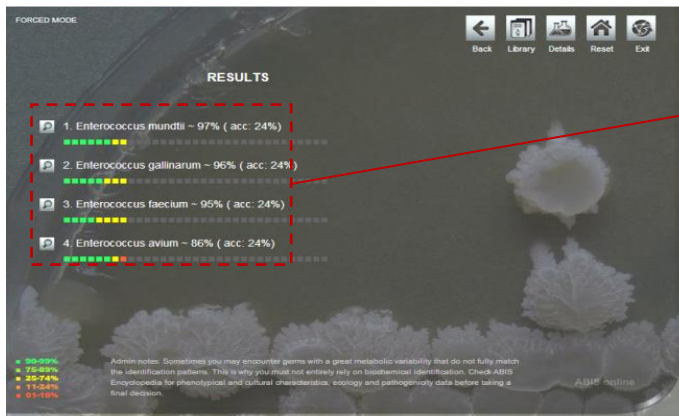 FORCED MODE
Back Library Details Reset Exit
RESULTS
1. Enterococcus mundtii ~ 97% ( acc: 24%)
2. Enterococcus gallinarum ~ 96% ( acc: 24%)
3. Enterococcus faecium ~ 95% ( acc: 24%)
4. Enterococcus avium ~ 86% ( acc: 24%)
90-99%
75-89%
25-74%
11-24%
01-10%
Admin notes: Sometimes you may encounter germs with a great metabolic variability that do not fully match
the identification patterns. This is why you must not entirely rely on biochemical identification. Check ABIS
Encyclopedia for phenotypical and cultural characteristics, ecology and pathogenity data before taking a
final decision.
ABIS online